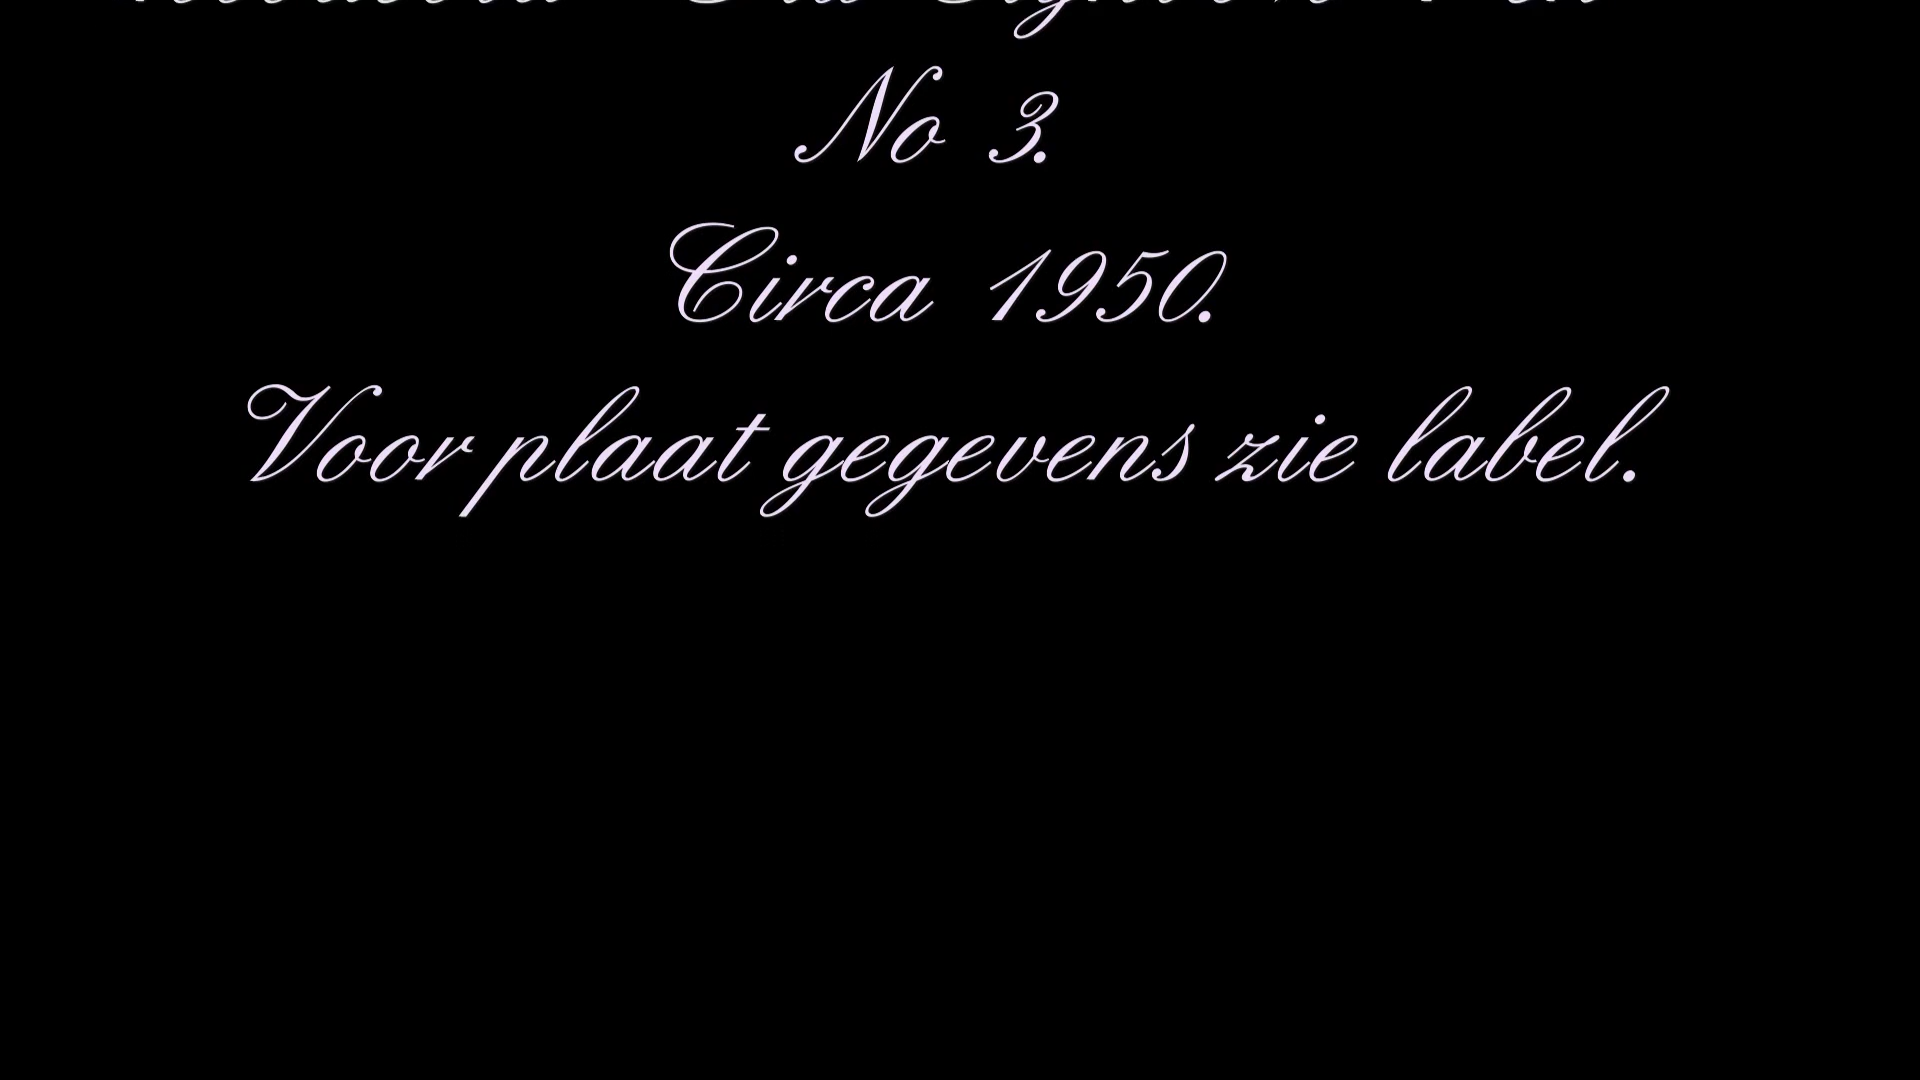 No 3.
Circa 1950.
Voor plaat gegevens zie label.